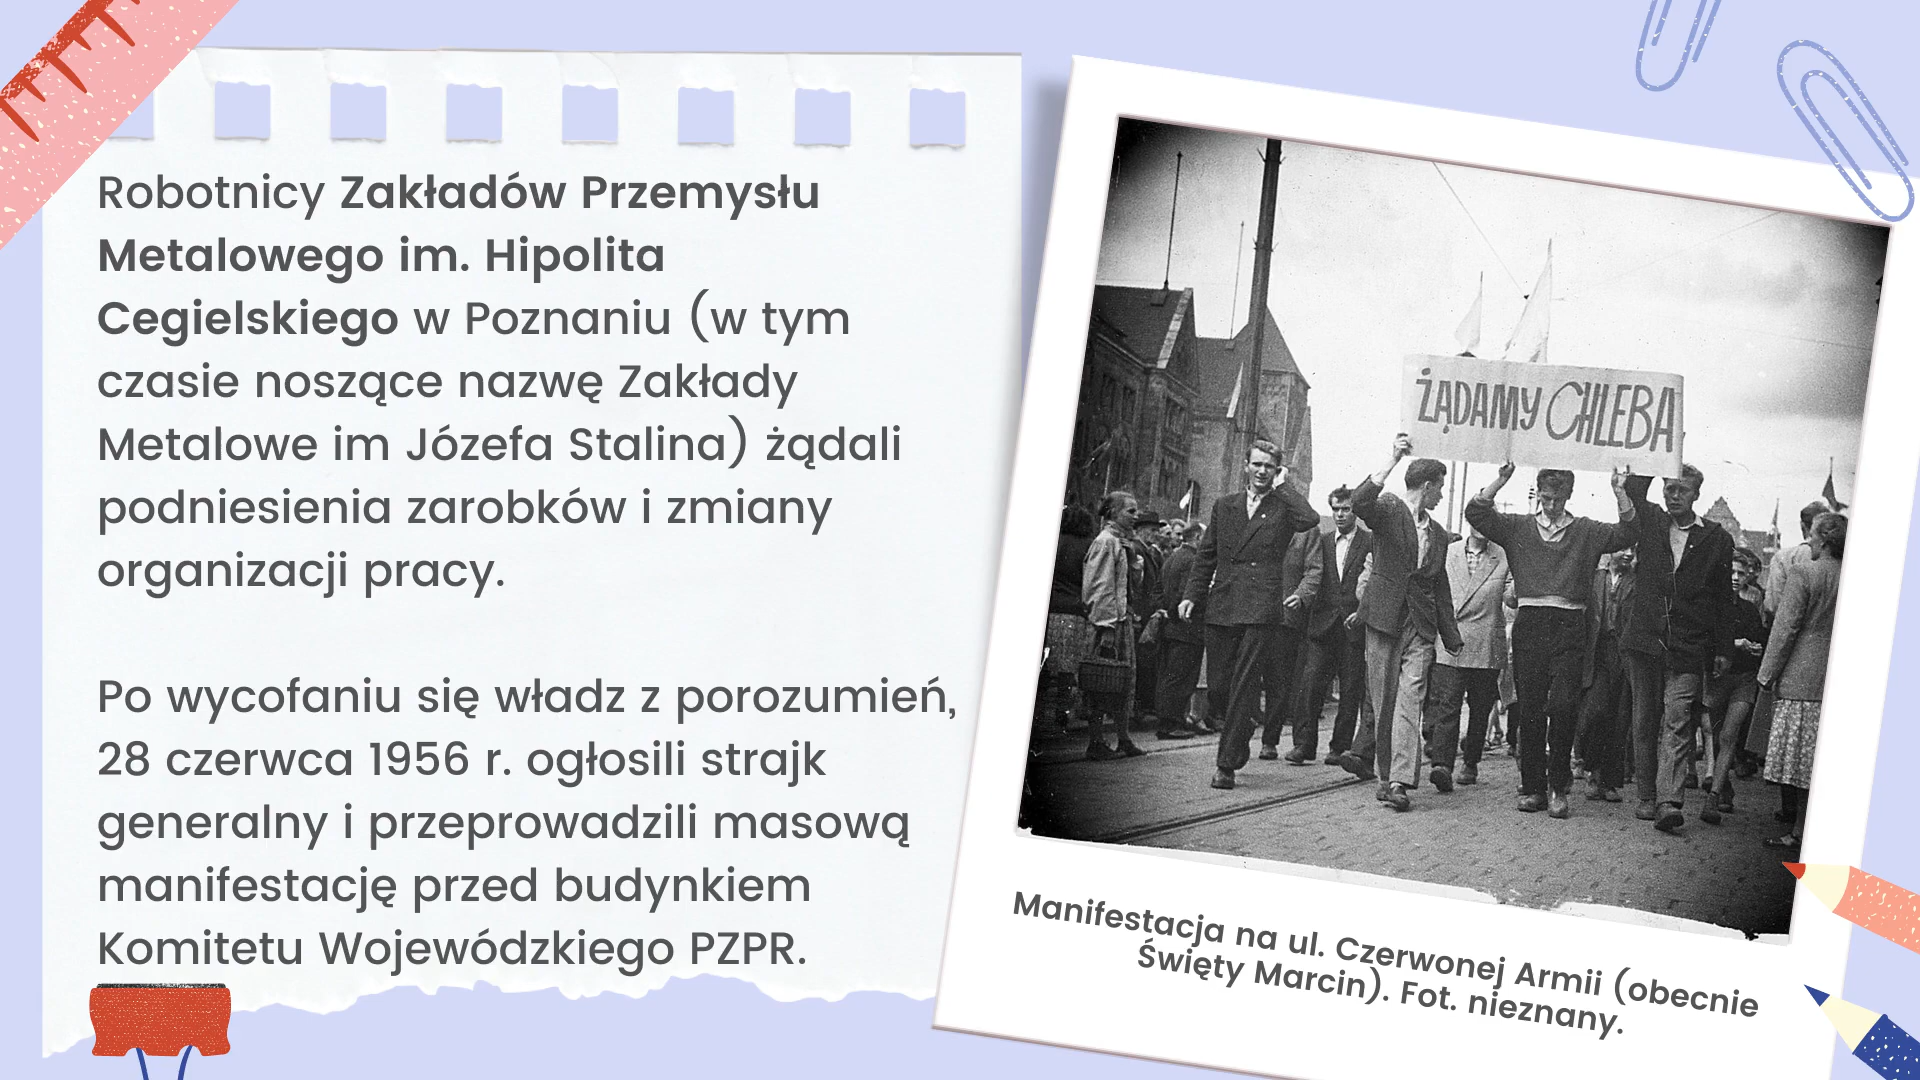 Robotnicy Zakładów Przemysłu
Metalowego im. Hipolita
Cegielskiego w Poznaniu (w tym
czasie noszące nazwę Zakłady
Metalowe im Józefa Stalina) żądali
podniesienia zarobków i zmiany
organizacji pracy.
Po wycofaniu się władz z porozumień,
28 czerwca 1956 r. ogłosili strajk
generalny i przeprowadzili masową
manifestację przed budynkiem
Komitetu Wojewódzkiego PZPR.
ŻĄDAMY CHLEBA
Manifestacja na ul. Czerwonej Armii (obecnie
Święty Marcin). Fot. nieznany.